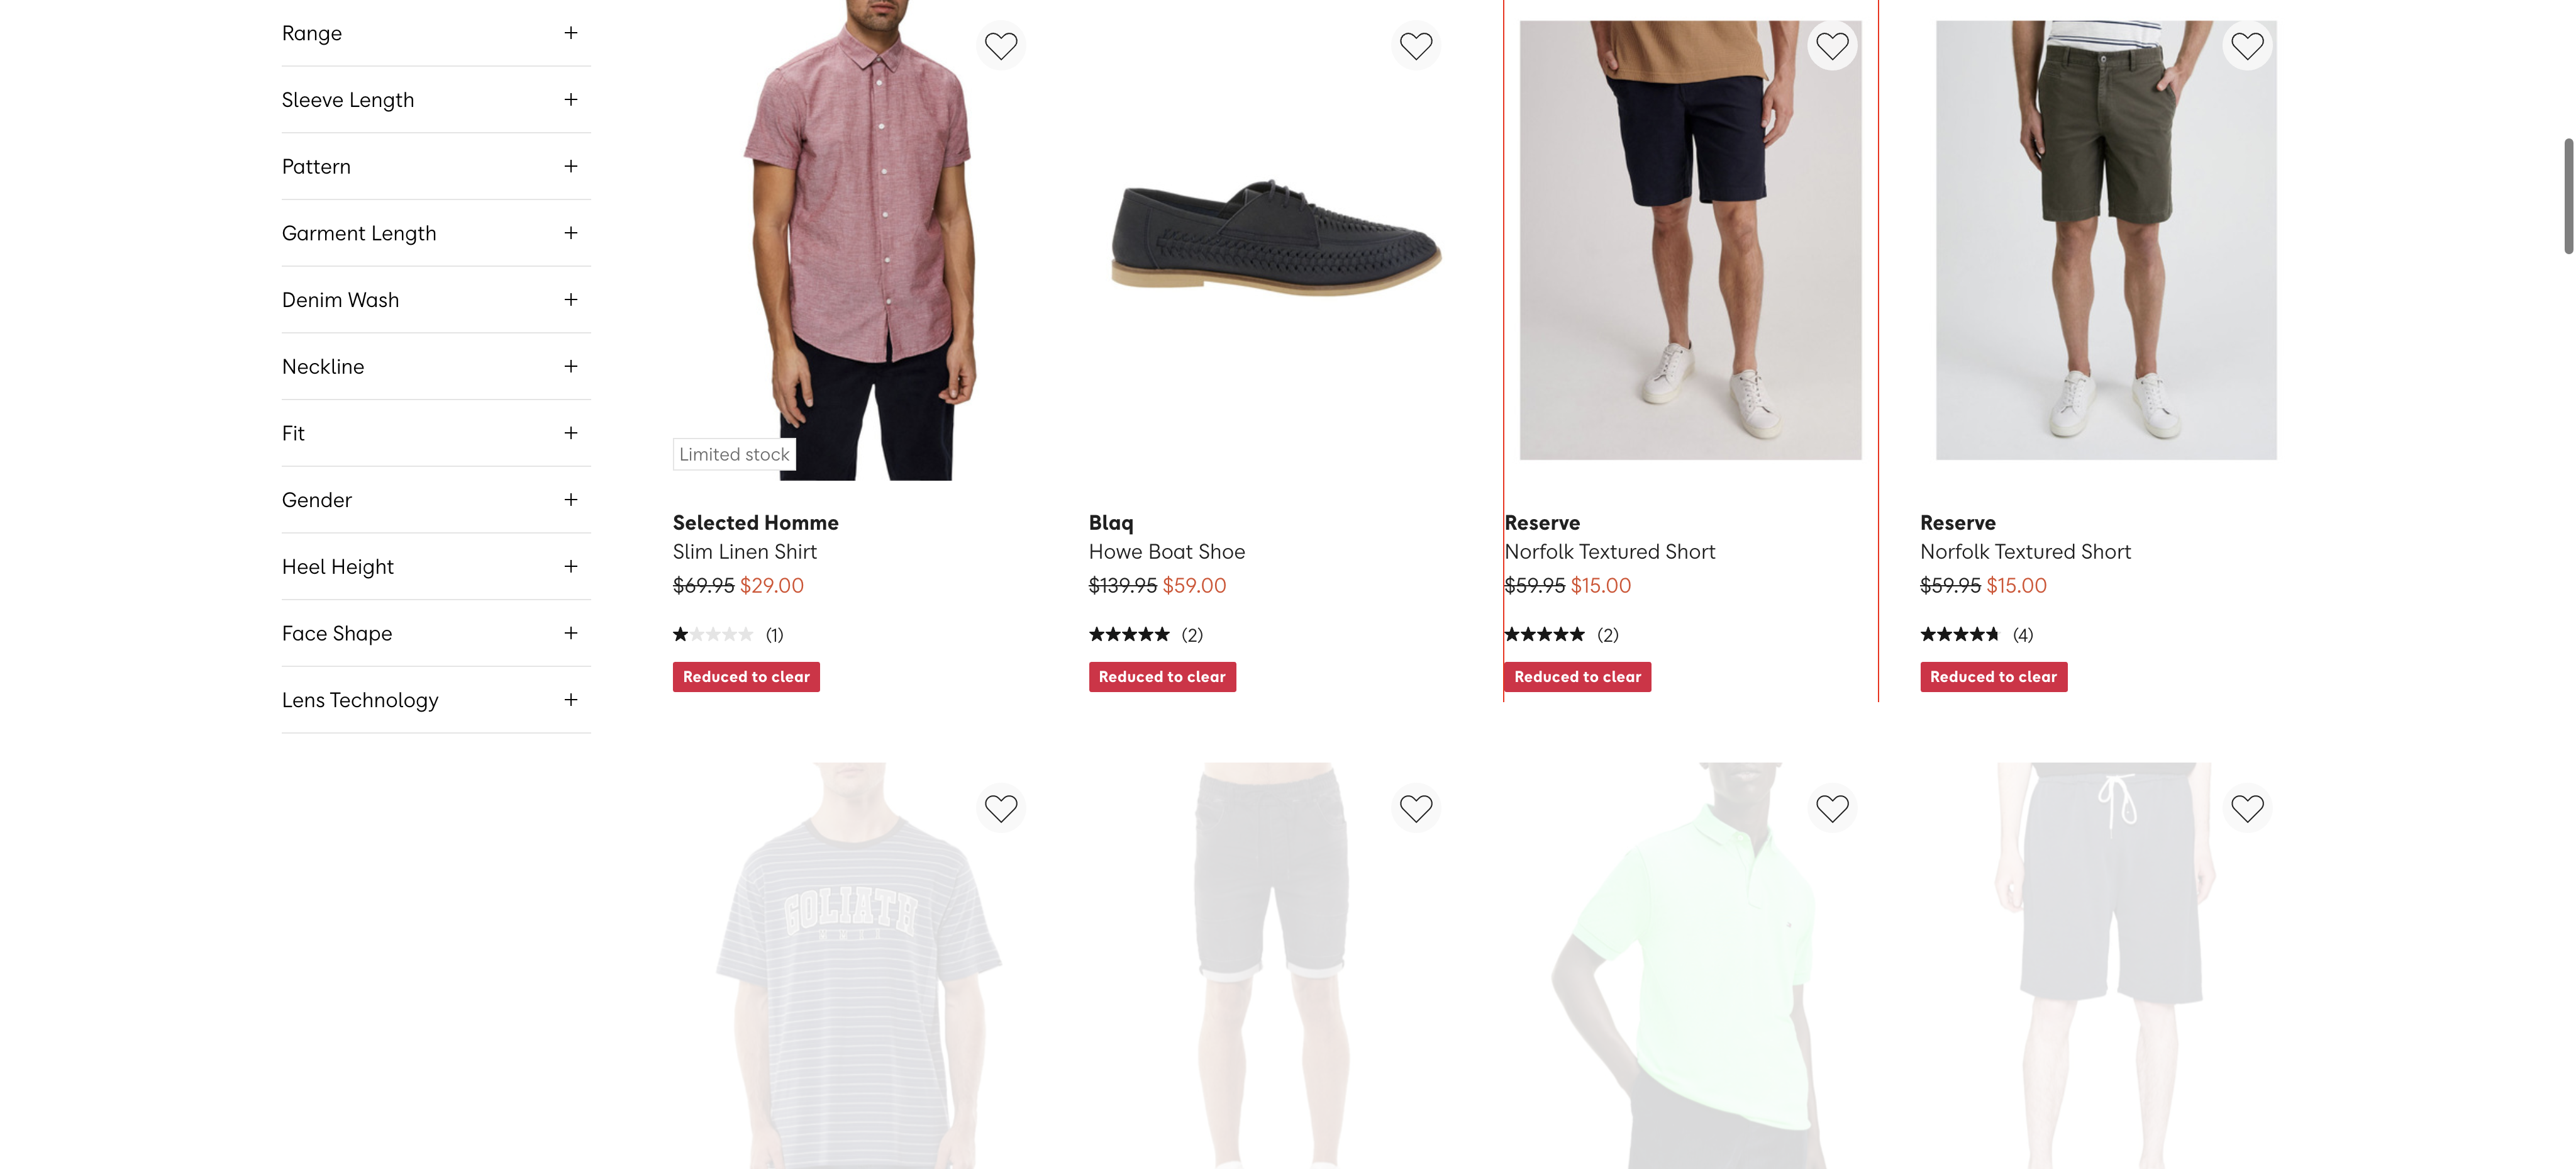 Range
Sleeve Length
Pattern
Garment Length
Denim Wash
Neckline
Fit
Gender
Heel Height
Face Shape
Lens Technology
Limited stock
Selected Homme
Slim Linen Shirt
$69.95 $29.00
(1)
Reduced to clear
Blaq
Howe Boat Shoe
$139.95 $59.00
(2)
Reduced to clear
Reserve
Norfolk Textured Short
$59.95 $15.00
(2)
Reduced to clear
Reserve
Norfolk Textured Short
$59.95 $15.00
(4)
Reduced to clear
GOLIATH